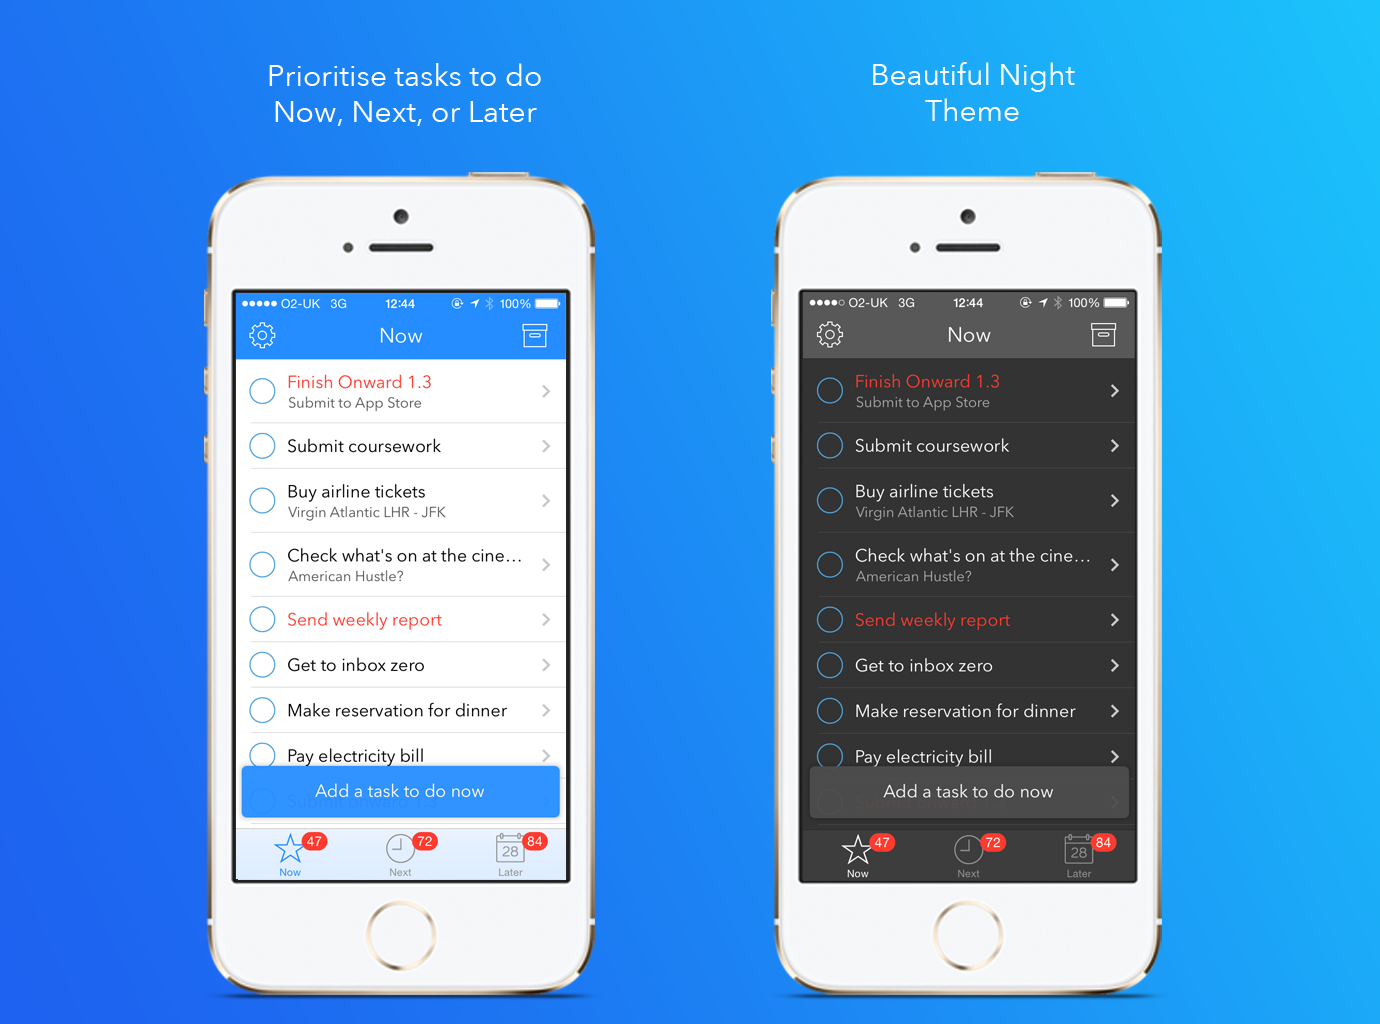 Prioritise tasks to do
Now, Next, or Later
O2-UK 3G 12:44 100%
Now
Finish Onward 1.3
Submit to App Store
Submit coursework
Buy airline tickets
Virgin Atlantic LHR - JFK
Check what's on at the cine...
American Hustle?
Send weekly report
Get to inbox zero
Make reservation for dinner
Pay electricity bill
Add a task to do now
47 72 28 84
Now Next Later
Beautiful Night
Theme
O2-UK 3G 12:44 100%
Now
Finish Onward 1.3
Submit to App Store
Submit coursework
Buy airline tickets
Virgin Atlantic LHR - JFK
Check what's on at the cine...
American Hustle?
Send weekly report
Get to inbox zero
Make reservation for dinner
Pay electricity bill
Add a task to do now
47 72 28 84
Now Next Later